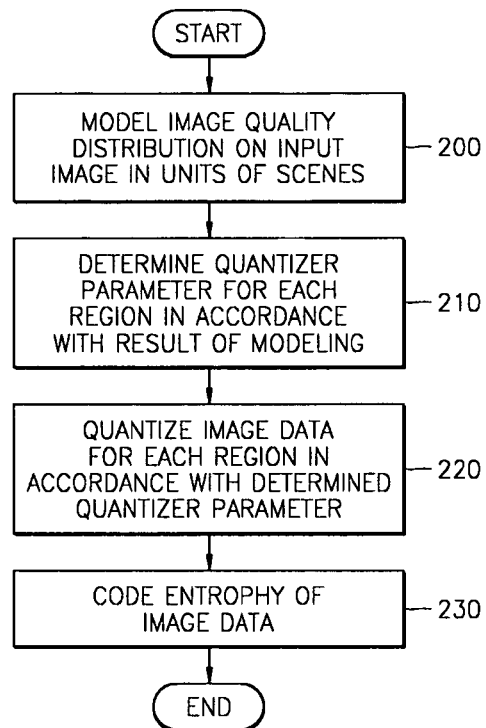 START
MODEL IMAGE QUALITY
DISTRIBUTION ON INPUT
IMAGE IN UNITS OF SCENES
200
DETERMINE QUANTIZER
PARAMETER FOR EACH
REGION IN ACCORDANCE
WITH RESULT OF MODELING
210
QUANTIZE IMAGE DATA
FOR EACH REGION IN
ACCORDANCE WITH DETERMINED
QUANTIZER PARAMETER
220
CODE ENTROPHY OF
IMAGE DATA
230
END